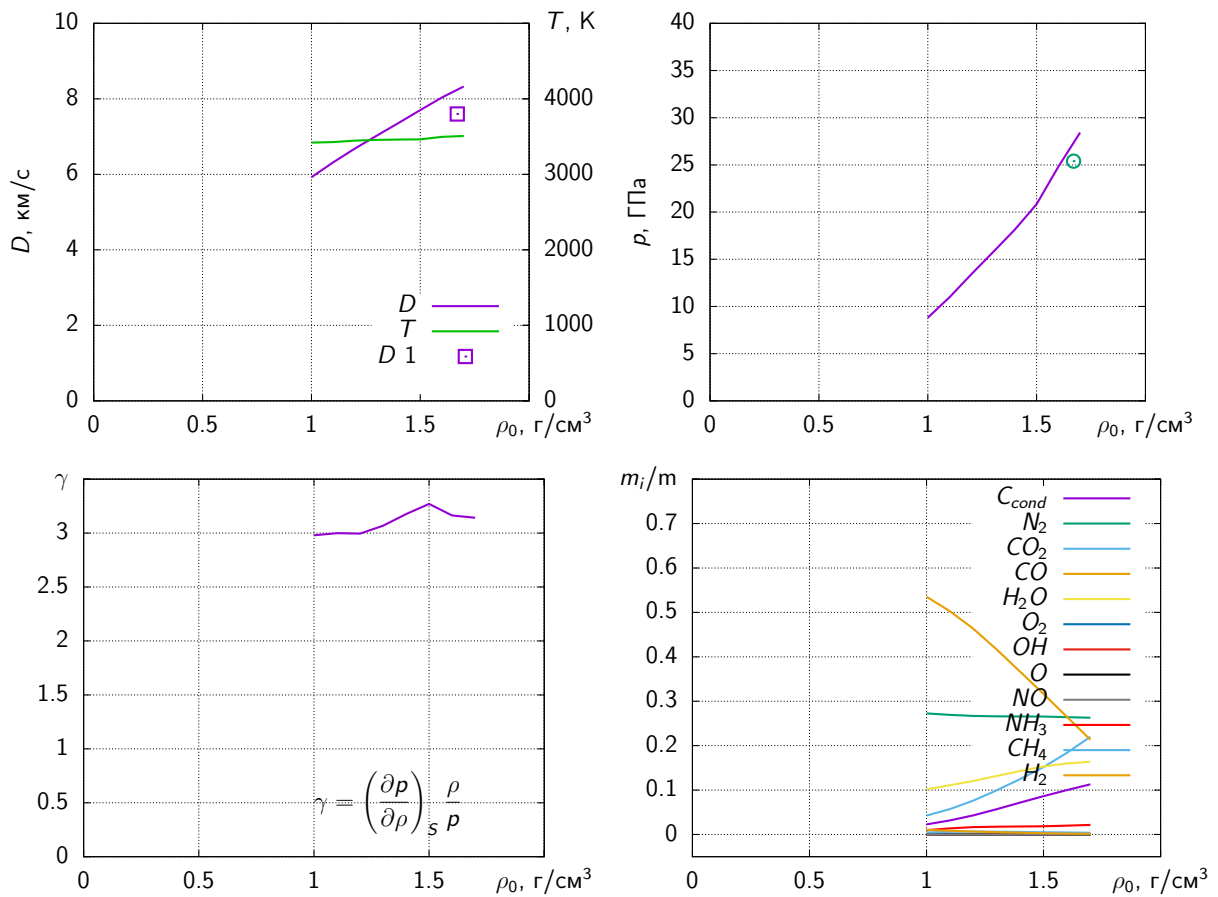 10
8
6
4
2
0
D, км/с
T, K
4000
3000
2000
1000
0
D
T
D 1
0
0.5
1
1.5
ρ₀, г/см³
40
35
30
25
20
15
10
5
0
p, ГПа
0
0.5
1
1.5
ρ₀, г/см³
γ
3
2.5
2
1.5
1
0.5
0
γ = (∂p/∂ρ)_S ρ/p
0
0.5
1
1.5
ρ₀, г/см³
m_i/m
0.7
0.6
0.5
0.4
0.3
0.2
0.1
0
C_cond
N₂
CO₂
CO
H₂O
O₂
OH
O
NO
NH₃
CH₄
H₂
0
0.5
1
1.5
ρ₀, г/см³